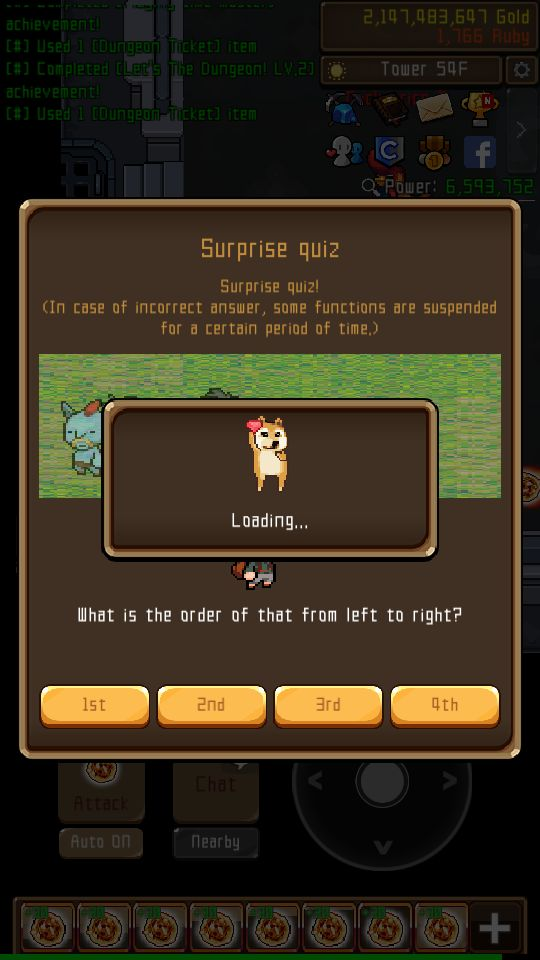 achievement!
[#] Used 1 [Dungeon Ticket] item
[#] Completed [Let's The Dungeon! LV.2]
achievement!
[#] Used 1 [Dungeon Ticket] item
2,147,483,647 Gold
1,766 Ruby
Tower 54F
Power: 6,593,752
Surprise quiz
Surprise quiz!
(In case of incorrect answer, some functions are suspended
for a certain period of time.)
Loading...
What is the order of that from left to right?
1st 2nd 3rd 4th
Attack Chat
Auto ON Nearby